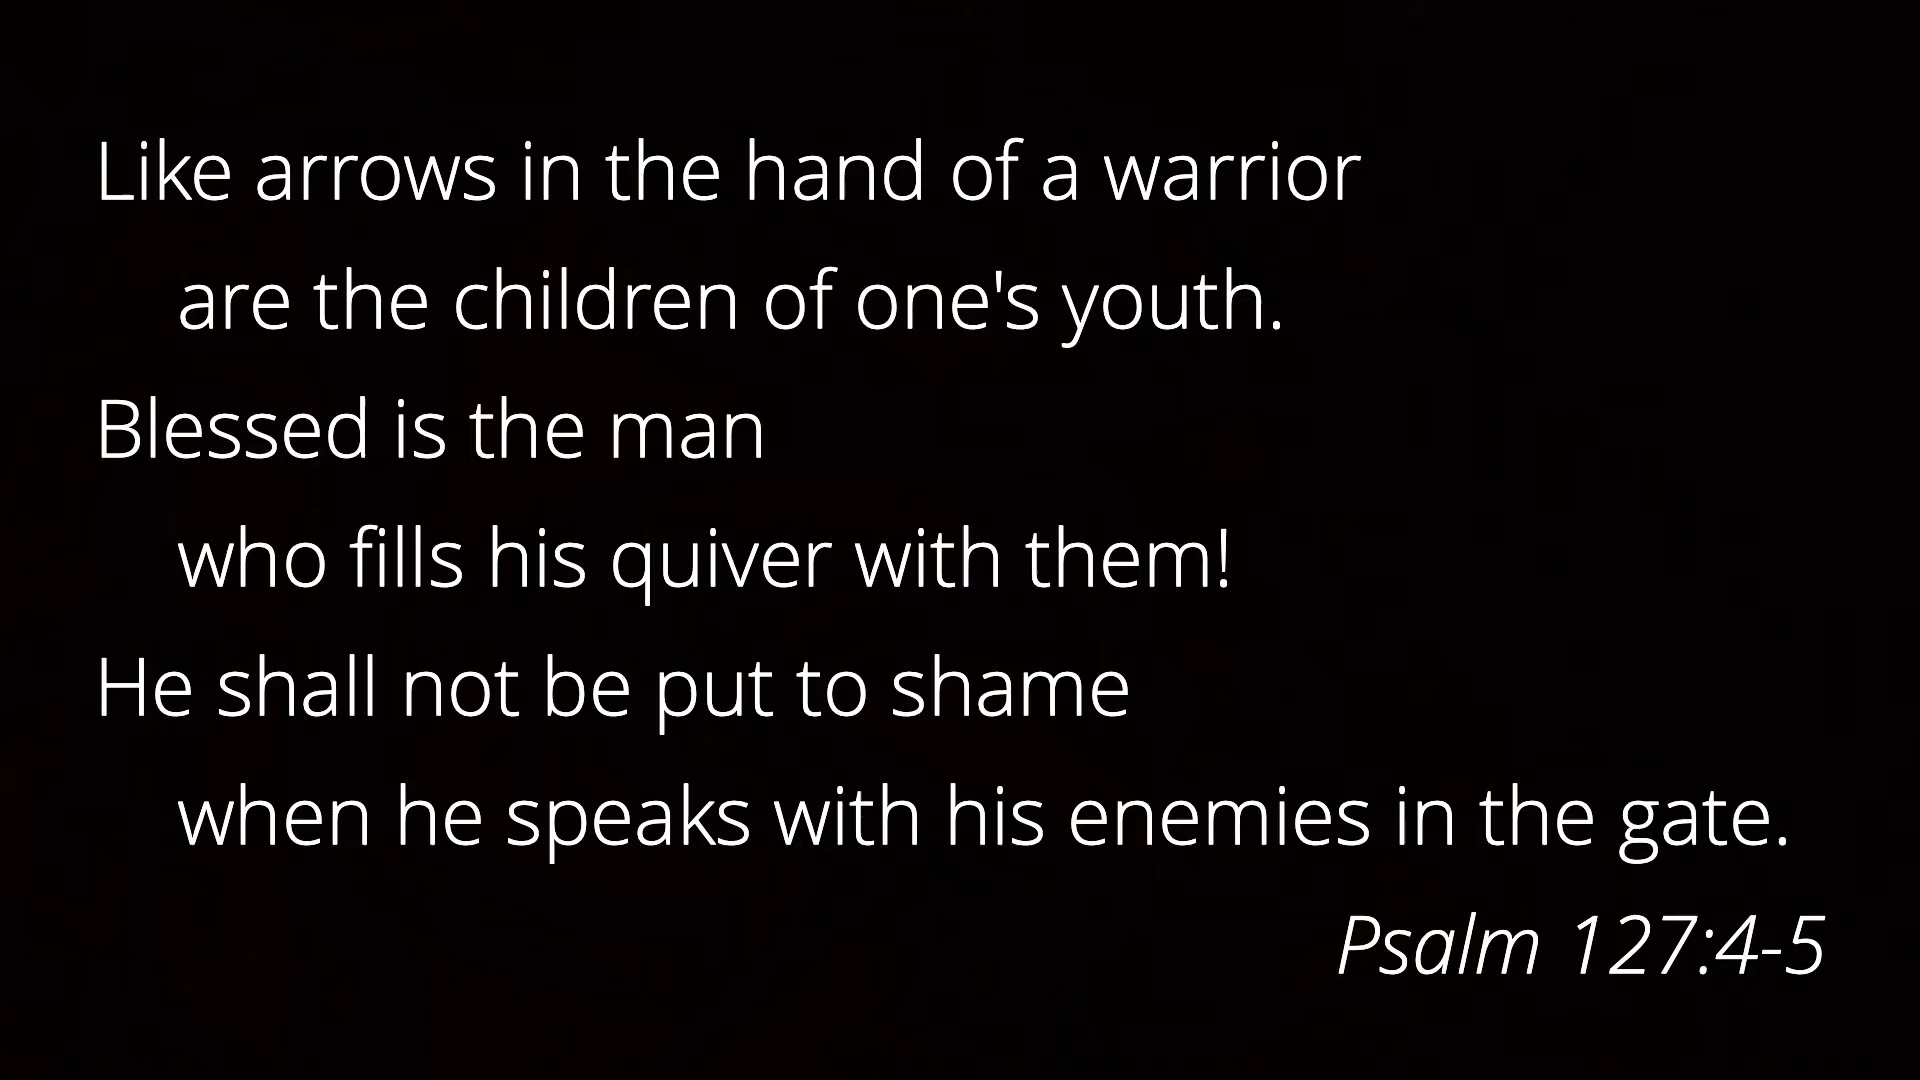 Like arrows in the hand of a warrior
are the children of one's youth.
Blessed is the man
who fills his quiver with them!
He shall not be put to shame
when he speaks with his enemies in the gate.
Psalm 127:4-5